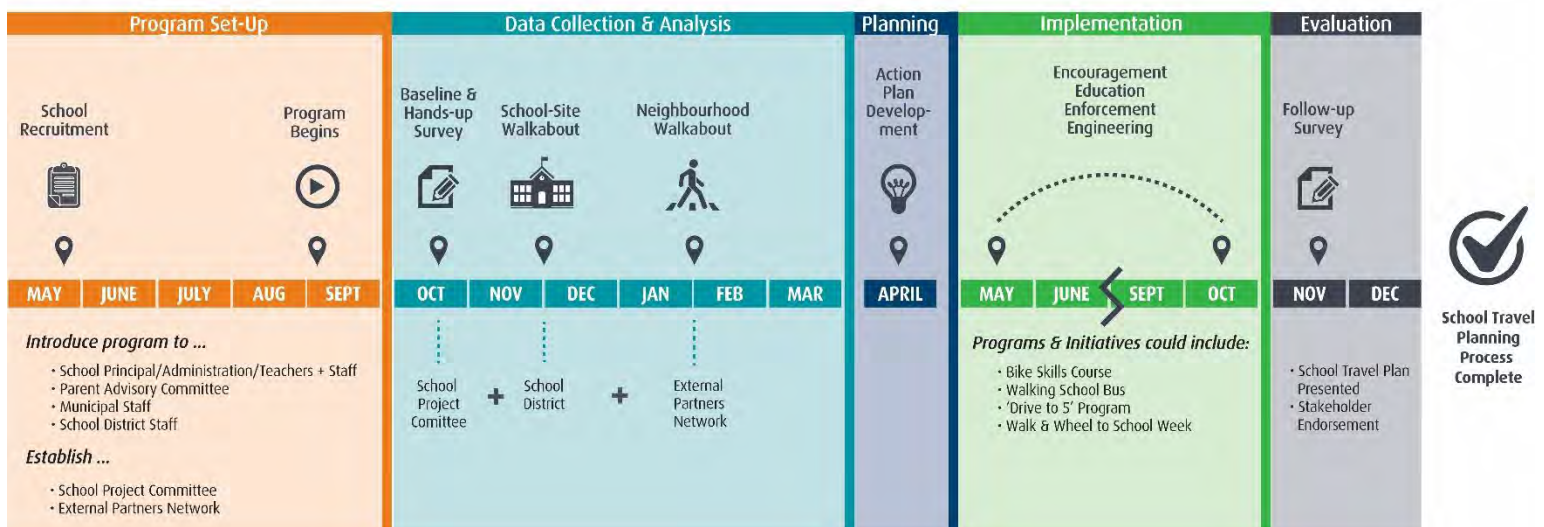 Program Set-Up
Data Collection & Analysis
Planning
Implementation
Evaluation
School
Recruitment
Program
Begins
Baseline &
Hands-up
Survey
School-Site
Walkabout
Neighbourhood
Walkabout
Action
Plan
Develop-
ment
Encouragement
Education
Enforcement
Engineering
Follow-up
Survey
MAY JUNE JULY AUG SEPT
OCT NOV DEC JAN FEB MAR
APRIL
MAY JUNE SEPT OCT
NOV DEC
Introduce program to ...
• School Principal/Administration/Teachers + Staff
• Parent Advisory Committee
• Municipal Staff
• School District Staff
Establish ...
• School Project Committee
• External Partners Network
School
Project
Comittee
+
School
District
+
External
Partners
Network
Programs & Initiatives could include:
• Bike Skills Course
• Walking School Bus
• 'Drive to 5' Program
• Walk & Wheel to School Week
• School Travel Plan
Presented
• Stakeholder
Endorsement
School Travel
Planning
Process
Complete